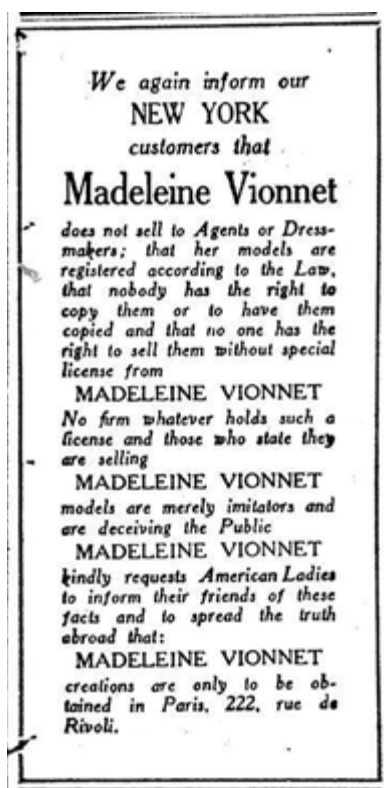 We again inform our
NEW YORK
customers that
Madeleine Vionnet
does not sell to Agents or Dress-
makers; that her models are
registered according to the Law,
that nobody has the right to
copy them or to have them
copied and that no one has the
right to sell them without special
license from
MADELEINE VIONNET
No firm whatever holds such a
license and those who state they
are selling
MADELEINE VIONNET
models are merely imitators and
are deceiving the Public
MADELEINE VIONNET
kindly requests American Ladies
to inform their friends of these
facts and to spread the truth
abroad that:
MADELEINE VIONNET
creations are only to be ob-
tained in Paris, 222, rue de
Rivoli.